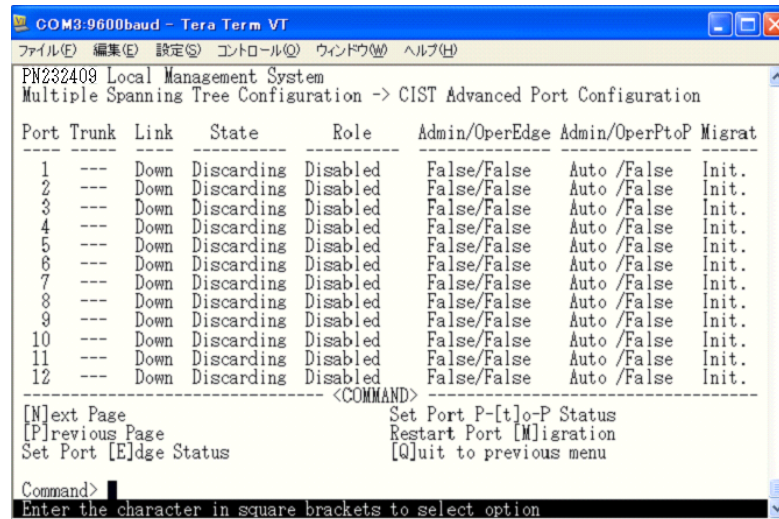 COM3:9600baud - Tera Term VT
ファイル(F) 編集(E) 設定(S) コントロール(O) ウィンドウ(W) ヘルプ(H)
PN232409 Local Management System
Multiple Spanning Tree Configuration -> CIST Advanced Port Configuration
Port Trunk Link State Role Admin/OperEdge Admin/OperPtoP Migrat
---- ----- ---- ---------- ---------- -------------- -------------- ------
1 --- Down Discarding Disabled False/False Auto /False Init.
2 --- Down Discarding Disabled False/False Auto /False Init.
3 --- Down Discarding Disabled False/False Auto /False Init.
4 --- Down Discarding Disabled False/False Auto /False Init.
5 --- Down Discarding Disabled False/False Auto /False Init.
6 --- Down Discarding Disabled False/False Auto /False Init.
7 --- Down Discarding Disabled False/False Auto /False Init.
8 --- Down Discarding Disabled False/False Auto /False Init.
9 --- Down Discarding Disabled False/False Auto /False Init.
10 --- Down Discarding Disabled False/False Auto /False Init.
11 --- Down Discarding Disabled False/False Auto /False Init.
12 --- Down Discarding Disabled False/False Auto /False Init.
------------------------------ <COMMAND> ---------------------------------
[N]ext Page Set Port P-[t]o-P Status
[P]revious Page Restart Port [M]igration
Set Port [E]dge Status [Q]uit to previous menu
Command>
Enter the character in square brackets to select option